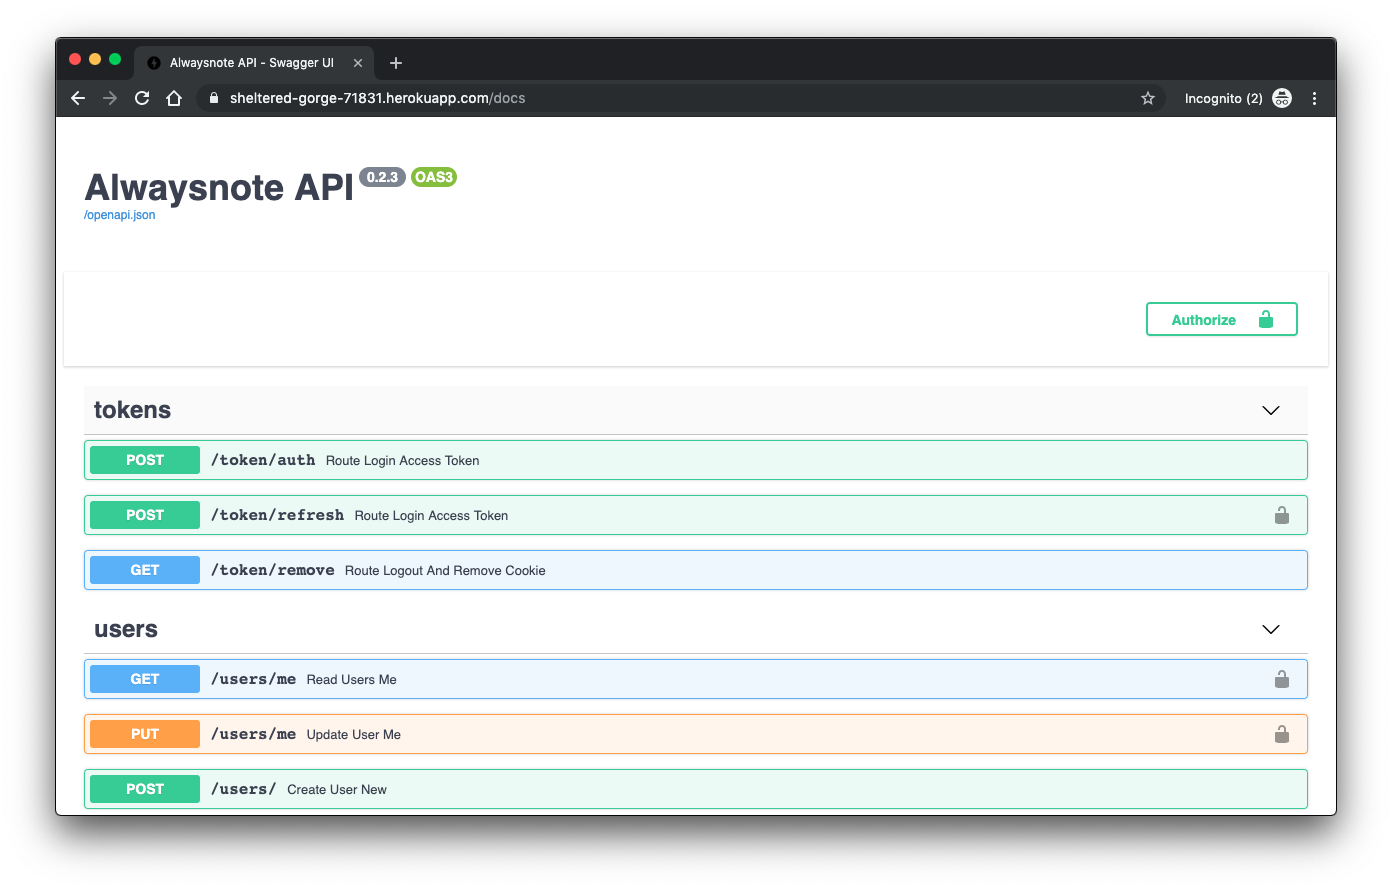 Alwaysnote API - Swagger UI
sheltered-gorge-71831.herokuapp.com/docs
Incognito (2)
Alwaysnote API 0.2.3 OAS3
/openapi.json
Authorize
tokens
POST /token/auth Route Login Access Token
POST /token/refresh Route Login Access Token
GET /token/remove Route Logout And Remove Cookie
users
GET /users/me Read Users Me
PUT /users/me Update User Me
POST /users/ Create User New